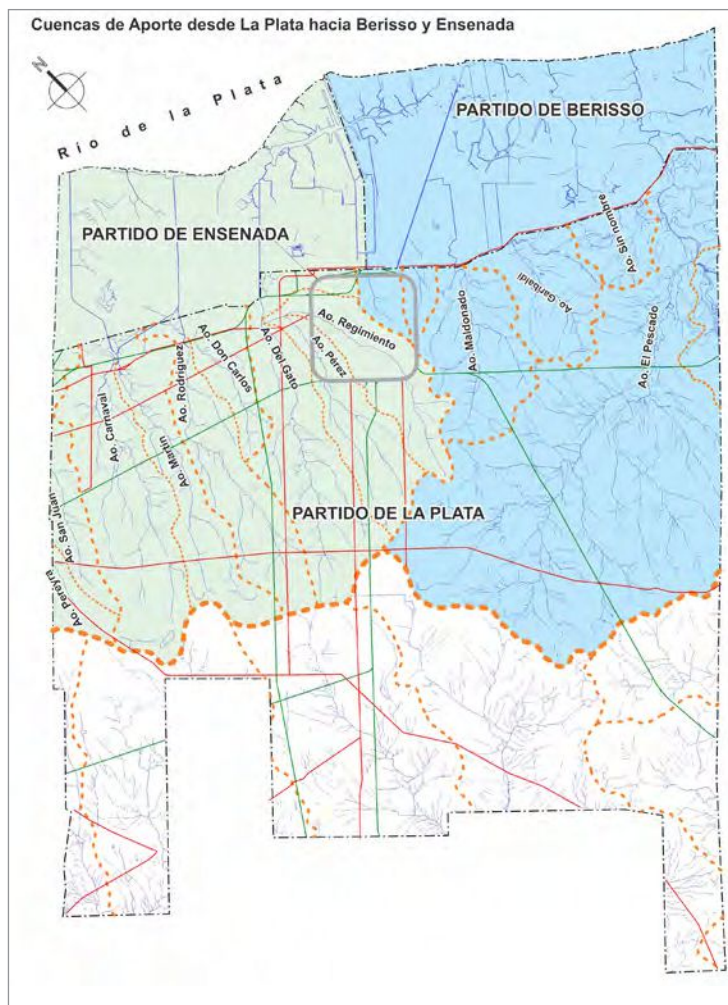 Cuencas de Aporte desde La Plata hacia Berisso y Ensenada
N
Río de la Plata
PARTIDO DE BERISSO
PARTIDO DE ENSENADA
Ao. Sin nombre
Ao. Garibaldi
Ao. Maldonado
Ao. El Pescado
Ao. Regimiento
Ao. Pérez
Ao. Del Gato
Ao. Don Carlos
Ao. Rodríguez
Ao. Martín
Ao. Carnaval
Ao. San Juan
Ao. Pereyra
PARTIDO DE LA PLATA